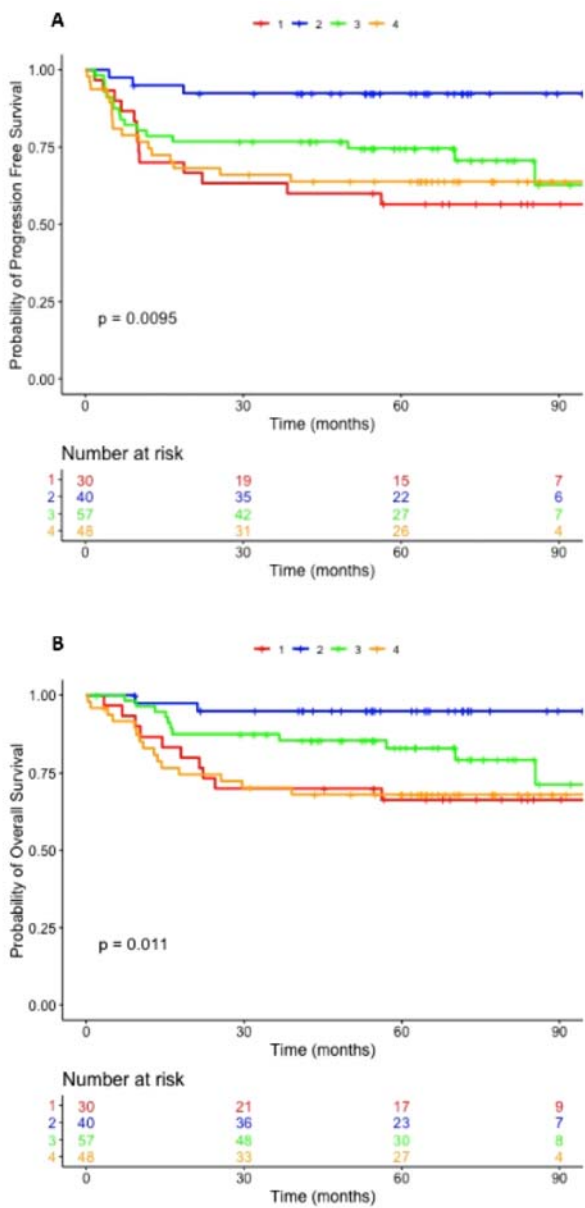 A
1 2 3 4
Probability of Progression Free Survival
1.00
0.75
0.50
0.25
0.00
p = 0.0095
0 30 60 90
Time (months)
Number at risk
1 30 19 15 7
2 40 35 22 6
3 57 42 27 7
4 48 31 26 4
0 30 60 90
Time (months)
B
1 2 3 4
Probability of Overall Survival
1.00
0.75
0.50
0.25
0.00
p = 0.011
0 30 60 90
Time (months)
Number at risk
1 30 21 17 9
2 40 36 23 7
3 57 48 30 8
4 48 33 27 4
0 30 60 90
Time (months)